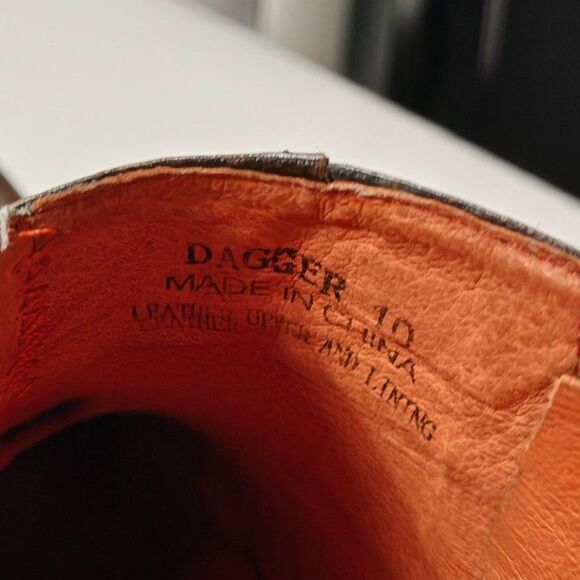 DAGGER 10
MADE IN CHINA
LEATHER UPPER AND LINING